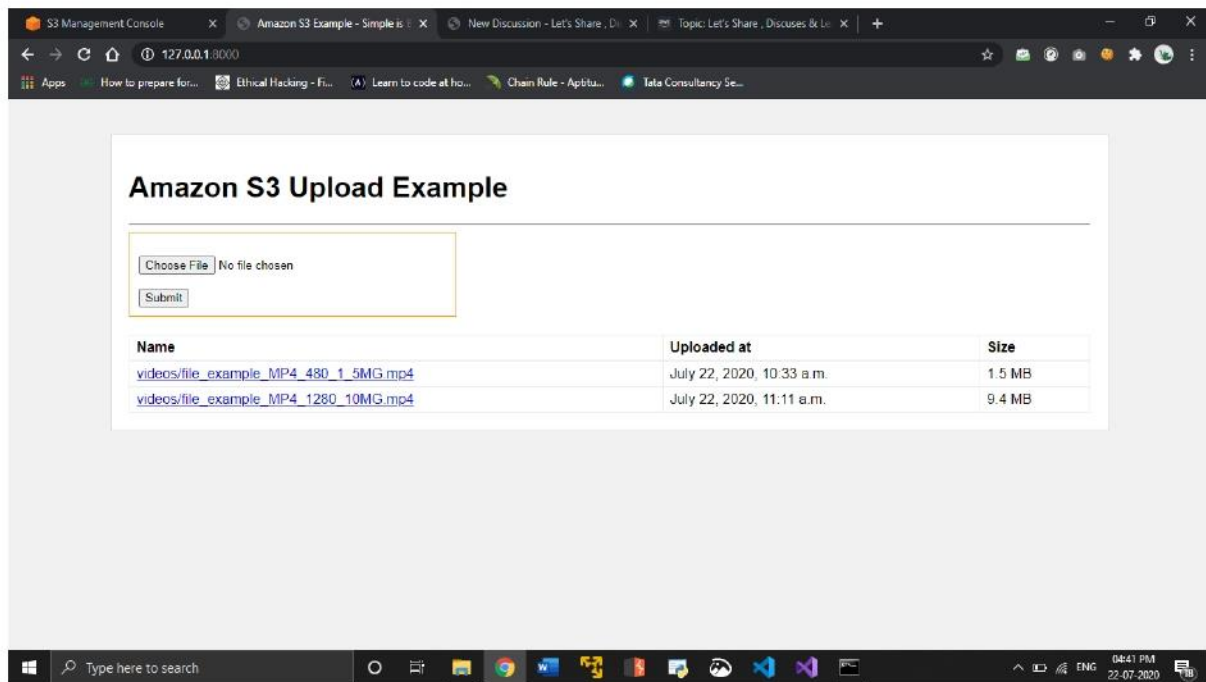 S3 Management Console
Amazon S3 Example - Simple is B
New Discussion - Let's Share , Di
Topic: Let's Share , Discuses & Le
127.0.0.1:8000
Apps
How to prepare for...
Ethical Hacking - Fi...
Learn to code at ho...
Chain Rule - Aptitu...
Tata Consultancy Se...
Amazon S3 Upload Example
Choose File No file chosen
Submit
Name Uploaded at Size
videos/file_example_MP4_480_1_5MG.mp4 July 22, 2020, 10:33 a.m. 1.5 MB
videos/file_example_MP4_1280_10MG.mp4 July 22, 2020, 11:11 a.m. 9.4 MB
Type here to search
ENG
04:41 PM
22-07-2020
18